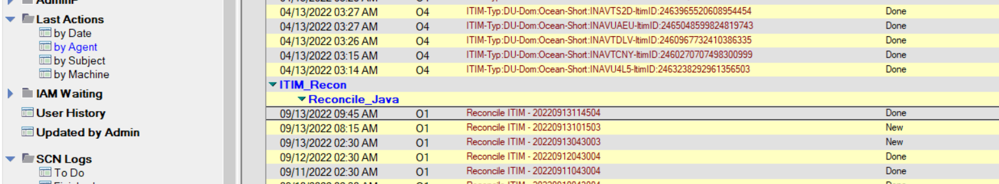 AdminP
Last Actions
by Date
by Agent
by Subject
by Machine
IAM Waiting
User History
Updated by Admin
SCN Logs
To Do
04/13/2022 03:27 AM O4 ITIM-Typ:DU-Dom:Ocean-Short:INAVTS2D-ItimID:2463965520608954454 Done
04/13/2022 03:27 AM O4 ITIM-Typ:DU-Dom:Ocean-Short:INAVUAEU-ItimID:2465048599824819743 Done
04/13/2022 03:26 AM O4 ITIM-Typ:DU-Dom:Ocean-Short:INAVTDLV-ItimID:2460967732410386335 Done
04/13/2022 03:15 AM O4 ITIM-Typ:DU-Dom:Ocean-Short:INAVTCNY-ItimID:2460270707498300999 Done
04/13/2022 03:14 AM O4 ITIM-Typ:DU-Dom:Ocean-Short:INAVU4L5-ItimID:2463238292961356503 Done
ITIM_Recon
Reconcile_Java
09/13/2022 09:45 AM O1 Reconcile ITIM - 20220913114504 Done
09/13/2022 08:15 AM O1 Reconcile ITIM - 20220913101503 New
09/13/2022 02:30 AM O1 Reconcile ITIM - 20220913043003 New
09/12/2022 02:30 AM O1 Reconcile ITIM - 20220912043004 Done
09/11/2022 02:30 AM O1 Reconcile ITIM - 20220911043004 Done